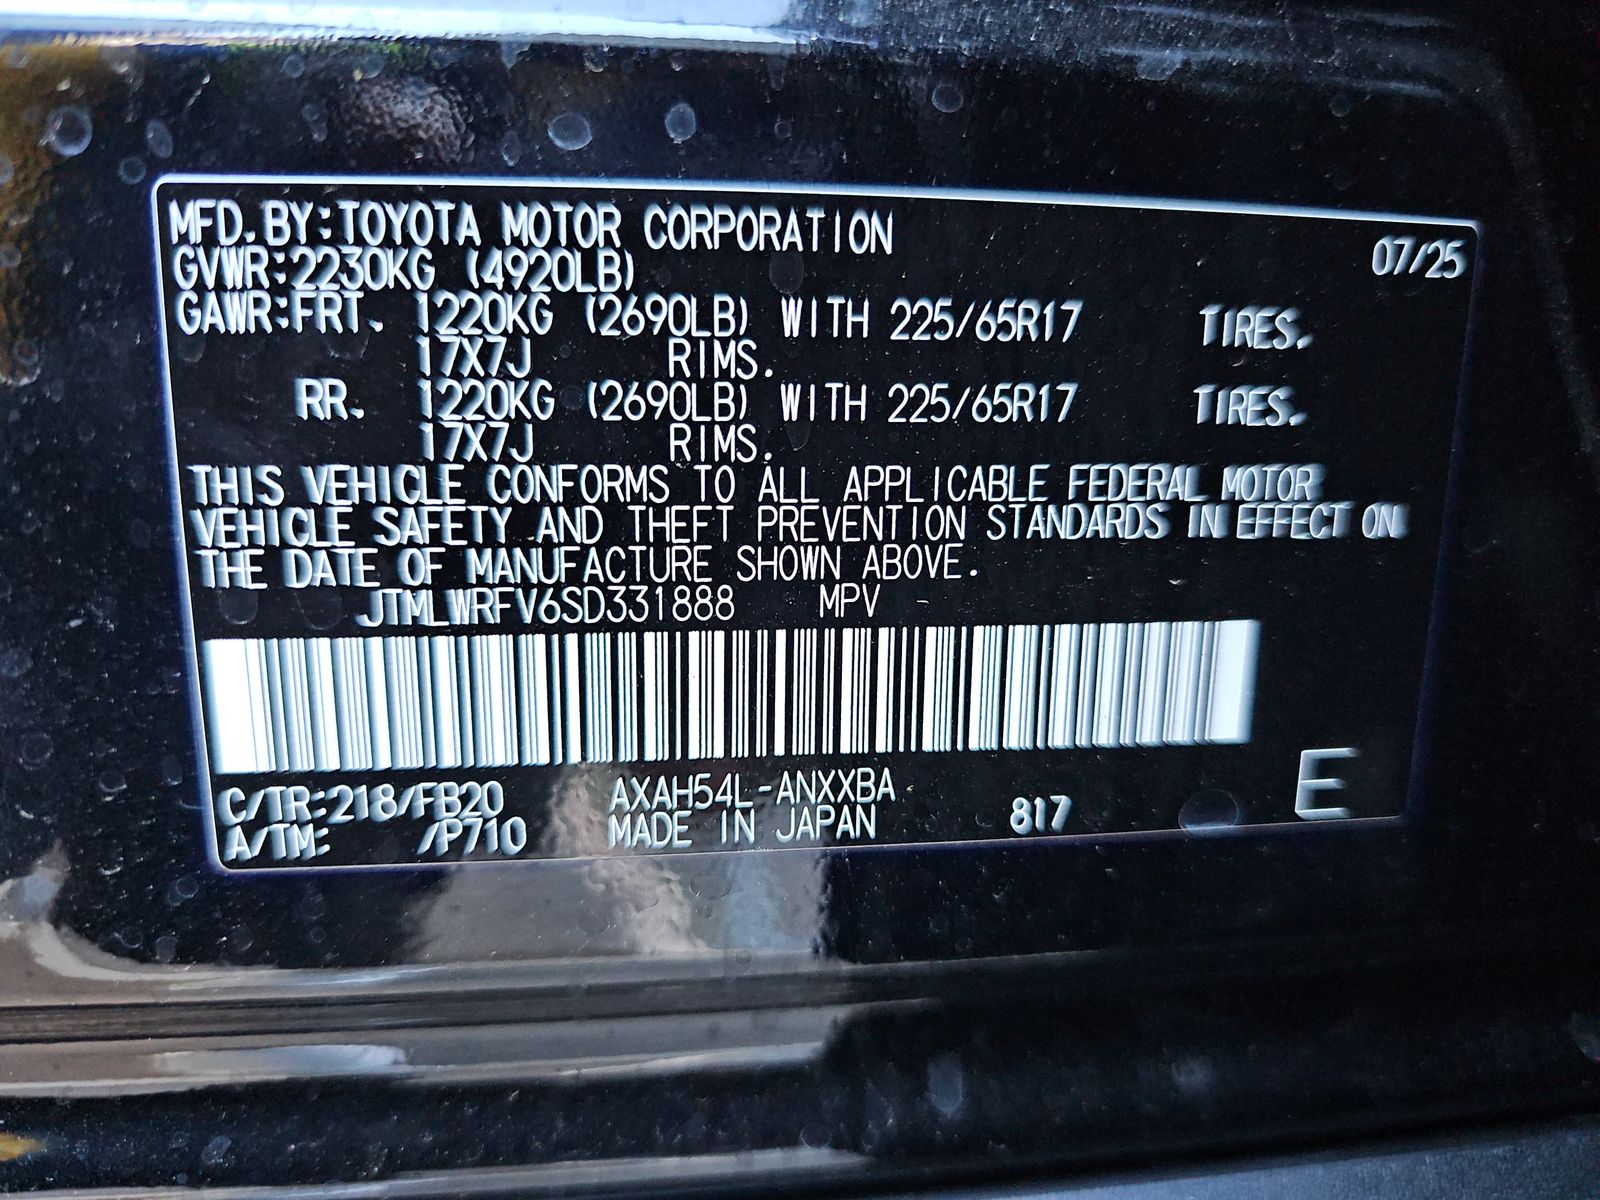 MFD. BY:TOYOTA MOTOR CORPORATION 07/25
GVWR:2230KG (4920LB)
GAWR:FRT. 1220KG (2690LB) WITH 225/65R17 TIRES.
17X7J RIMS.
RR. 1220KG (2690LB) WITH 225/65R17 TIRES.
17X7J RIMS.
THIS VEHICLE CONFORMS TO ALL APPLICABLE FEDERAL MOTOR
VEHICLE SAFETY AND THEFT PREVENTION STANDARDS IN EFFECT ON
THE DATE OF MANUFACTURE SHOWN ABOVE.
JTMLWRFV6SD331888 MPV
C/TR:218/FB20 AXAH54L-ANXXBA
A/TM: /P710 MADE IN JAPAN 817 E